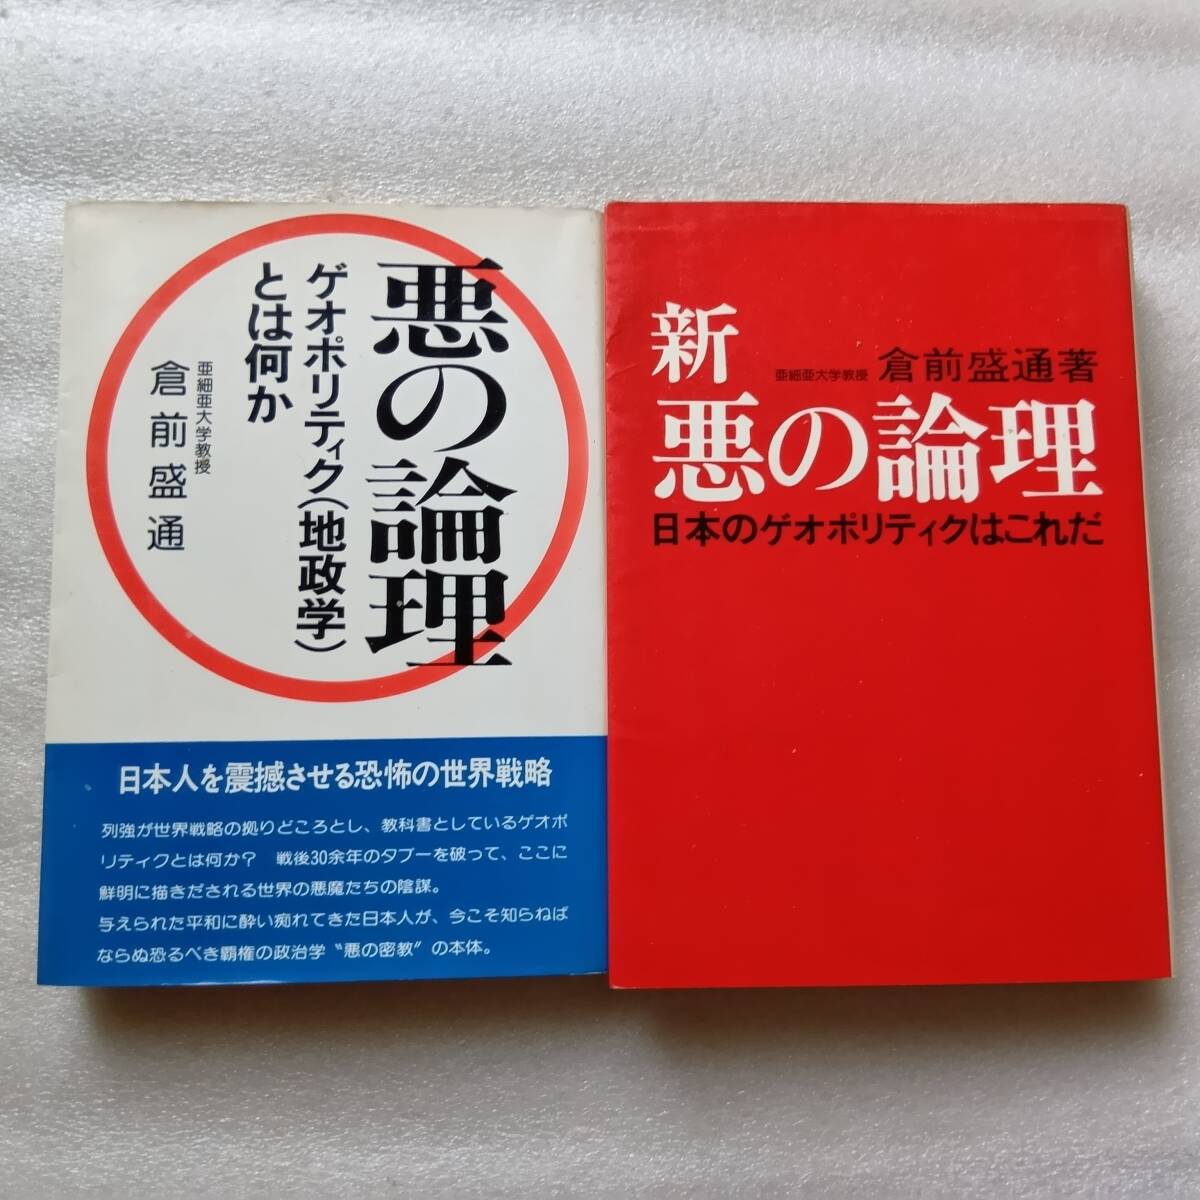 悪の論理
ゲオポリティク(地政学)
とは何か
亜細亜大学教授
倉前盛通
日本人を震撼させる恐怖の世界戦略
列強が世界戦略の拠りどころとし、教科書としているゲオポ
リティクとは何か? 戦後30余年のタブーを破って、ここに
鮮明に描きだされる世界の悪魔たちの陰謀。
与えられた平和に酔い痴れてきた日本人が、今こそ知らねば
ならぬ恐るべき覇権の政治学〝悪の密教〟の本体。
新
亜細亜大学教授 倉前盛通著
悪の論理
日本のゲオポリティクはこれだ